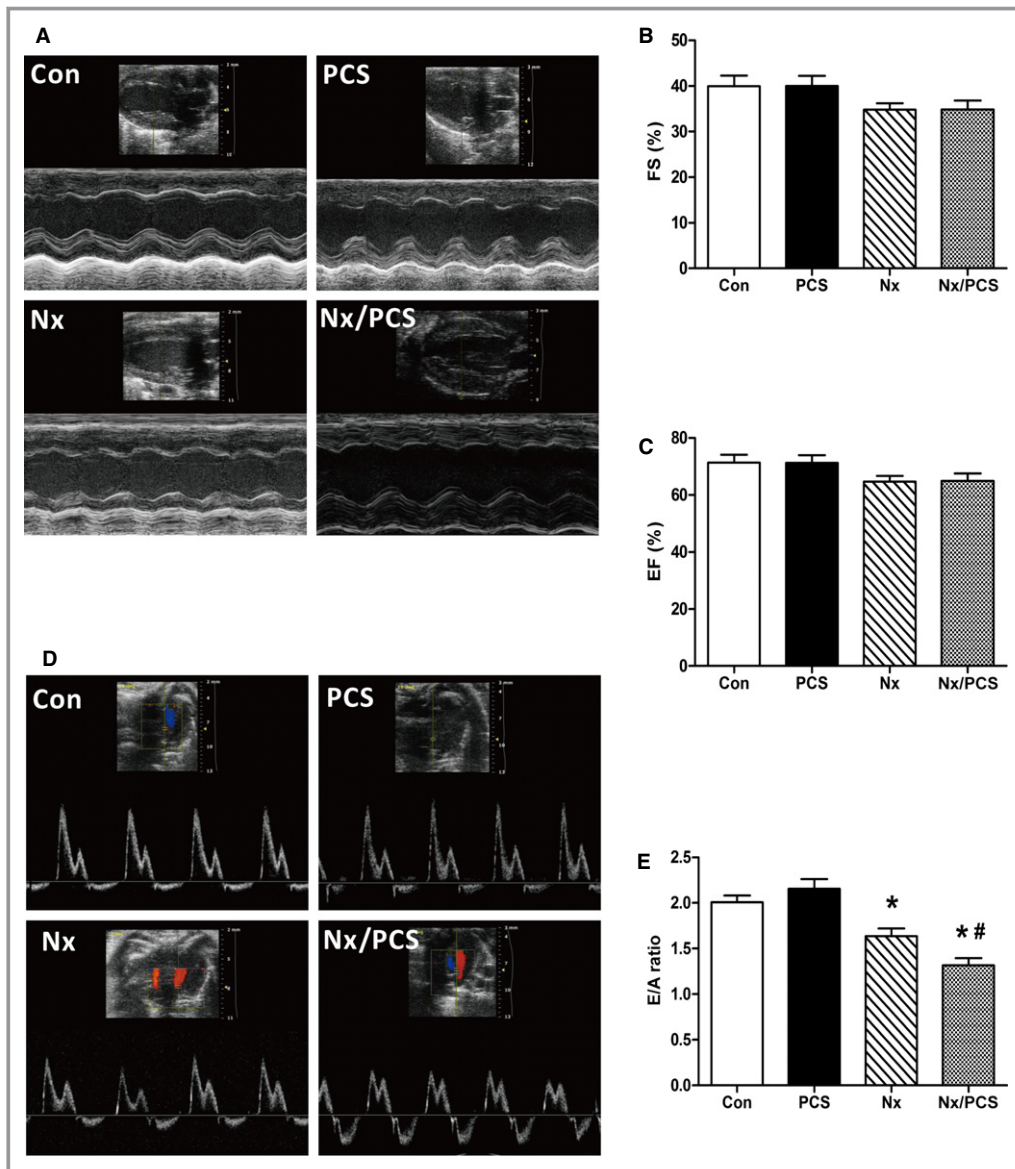 A
Con
PCS
Nx
Nx/PCS
B
FS (%)
50
40
30
20
10
0
Con PCS Nx Nx/PCS
C
EF (%)
80
60
40
20
0
Con PCS Nx Nx/PCS
D
Con
PCS
Nx
Nx/PCS
E
E/A ratio
2.5
2.0
1.5
1.0
0.5
0.0
*
* #
Con PCS Nx Nx/PCS